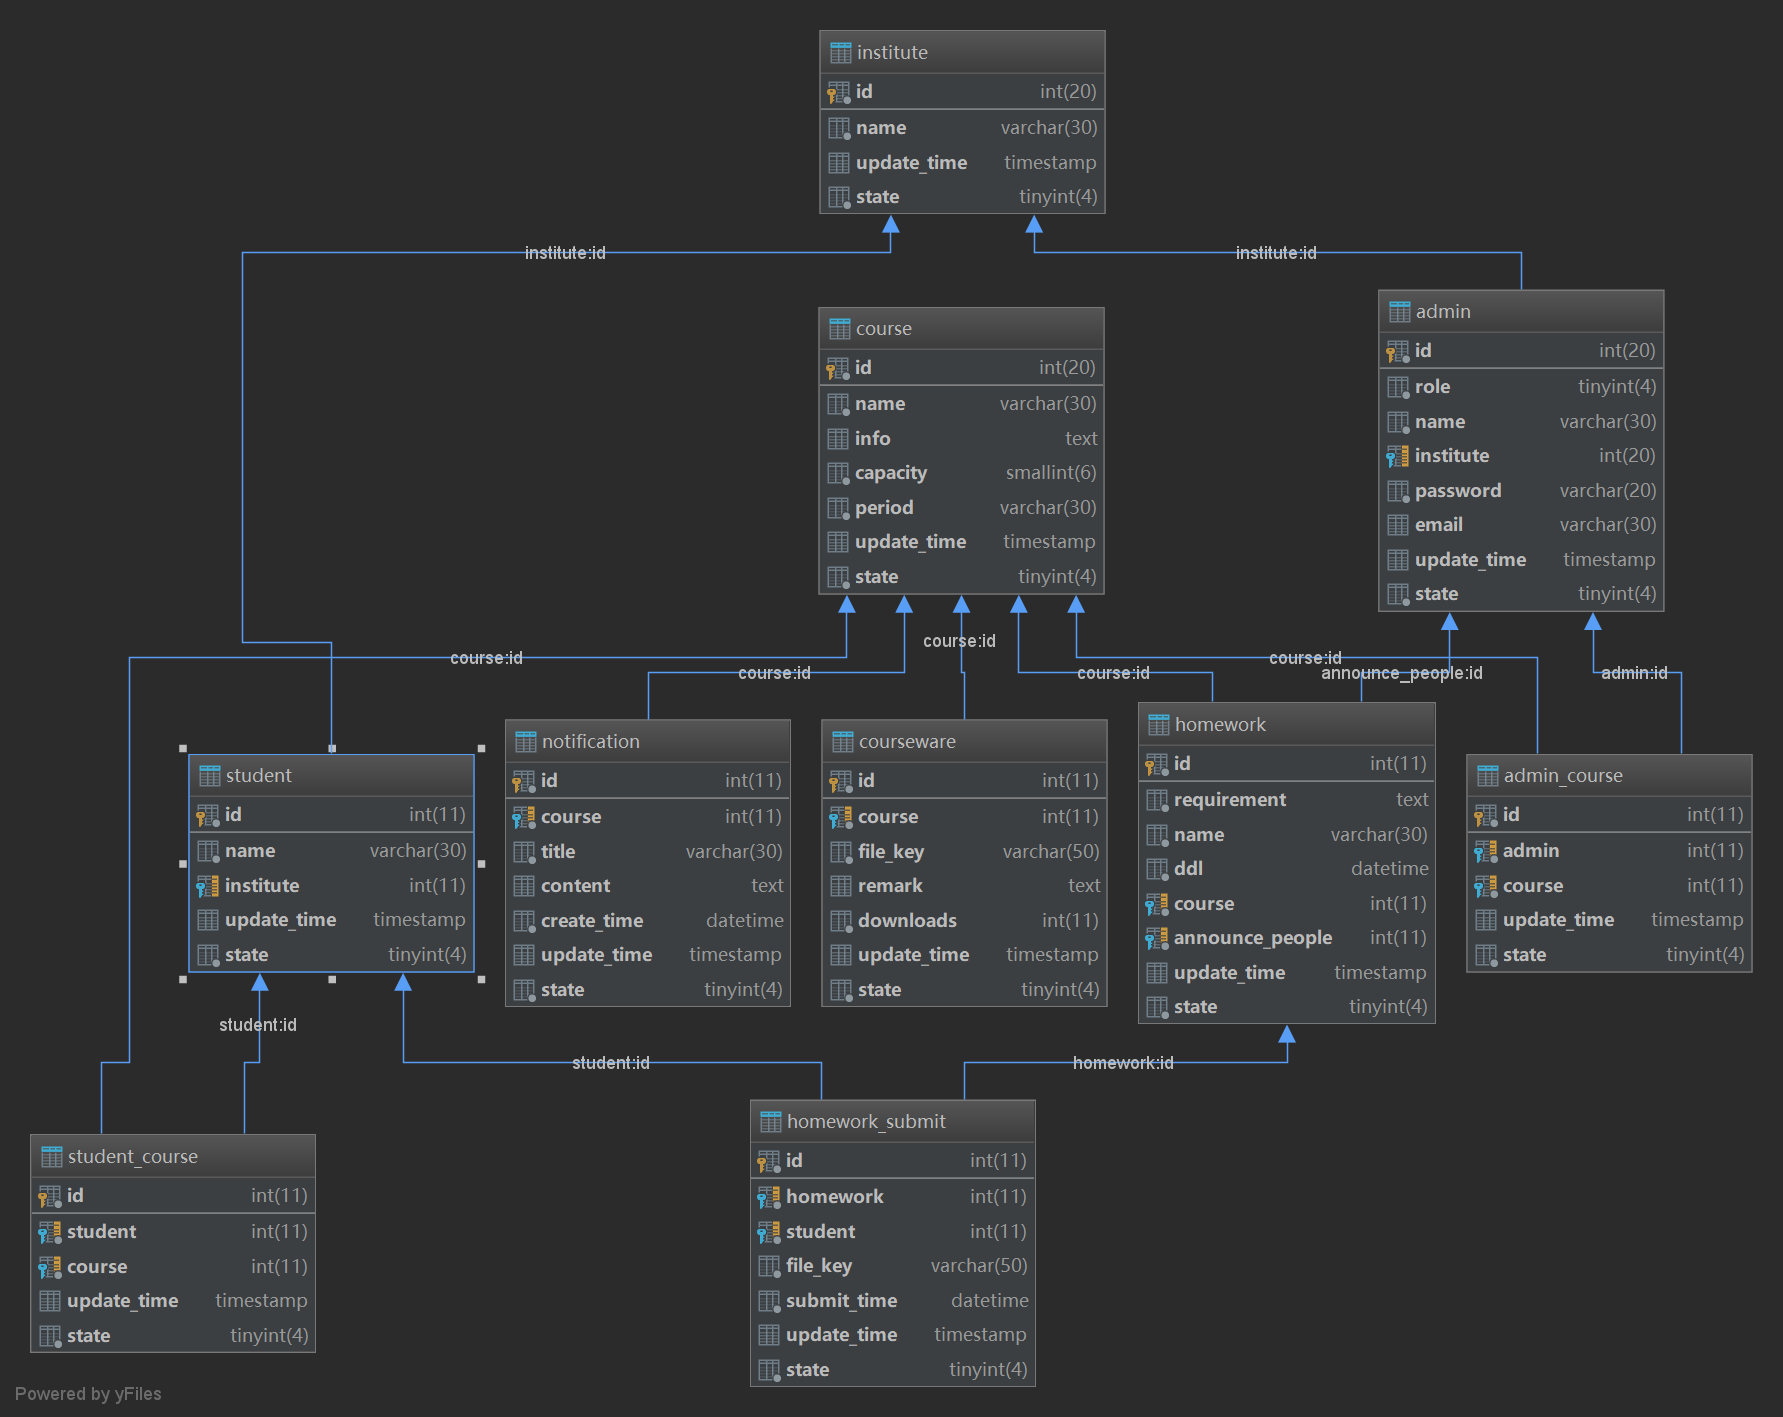 institute
id int(20)
name varchar(30)
update_time timestamp
state tinyint(4)
institute:id
institute:id
course
id int(20)
name varchar(30)
info text
capacity smallint(6)
period varchar(30)
update_time timestamp
state tinyint(4)
admin
id int(20)
role tinyint(4)
name varchar(30)
institute int(20)
password varchar(20)
email varchar(30)
update_time timestamp
state tinyint(4)
course:id
course:id
course:id
course:id
course:id
announce_people:id
admin:id
student
id int(11)
name varchar(30)
institute int(11)
update_time timestamp
state tinyint(4)
notification
id int(11)
course int(11)
title varchar(30)
content text
create_time datetime
update_time timestamp
state tinyint(4)
courseware
id int(11)
course int(11)
file_key varchar(50)
remark text
downloads int(11)
update_time timestamp
state tinyint(4)
homework
id int(11)
requirement text
name varchar(30)
ddl datetime
course int(11)
announce_people int(11)
update_time timestamp
state tinyint(4)
admin_course
id int(11)
admin int(11)
course int(11)
update_time timestamp
state tinyint(4)
student:id
student:id
homework:id
student_course
id int(11)
student int(11)
course int(11)
update_time timestamp
state tinyint(4)
homework_submit
id int(11)
homework int(11)
student int(11)
file_key varchar(50)
submit_time datetime
update_time timestamp
state tinyint(4)
Powered by yFiles